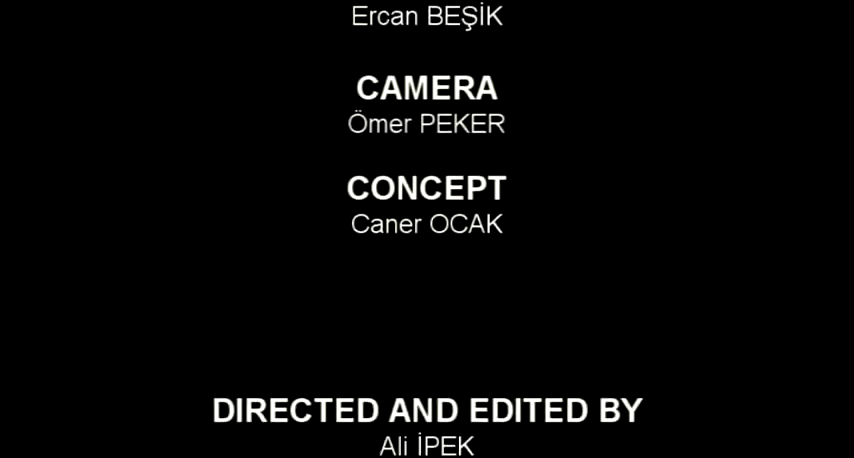 Ercan BEŞİK
CAMERA
Ömer PEKER
CONCEPT
Caner OCAK
DIRECTED AND EDITED BY
Ali İPEK